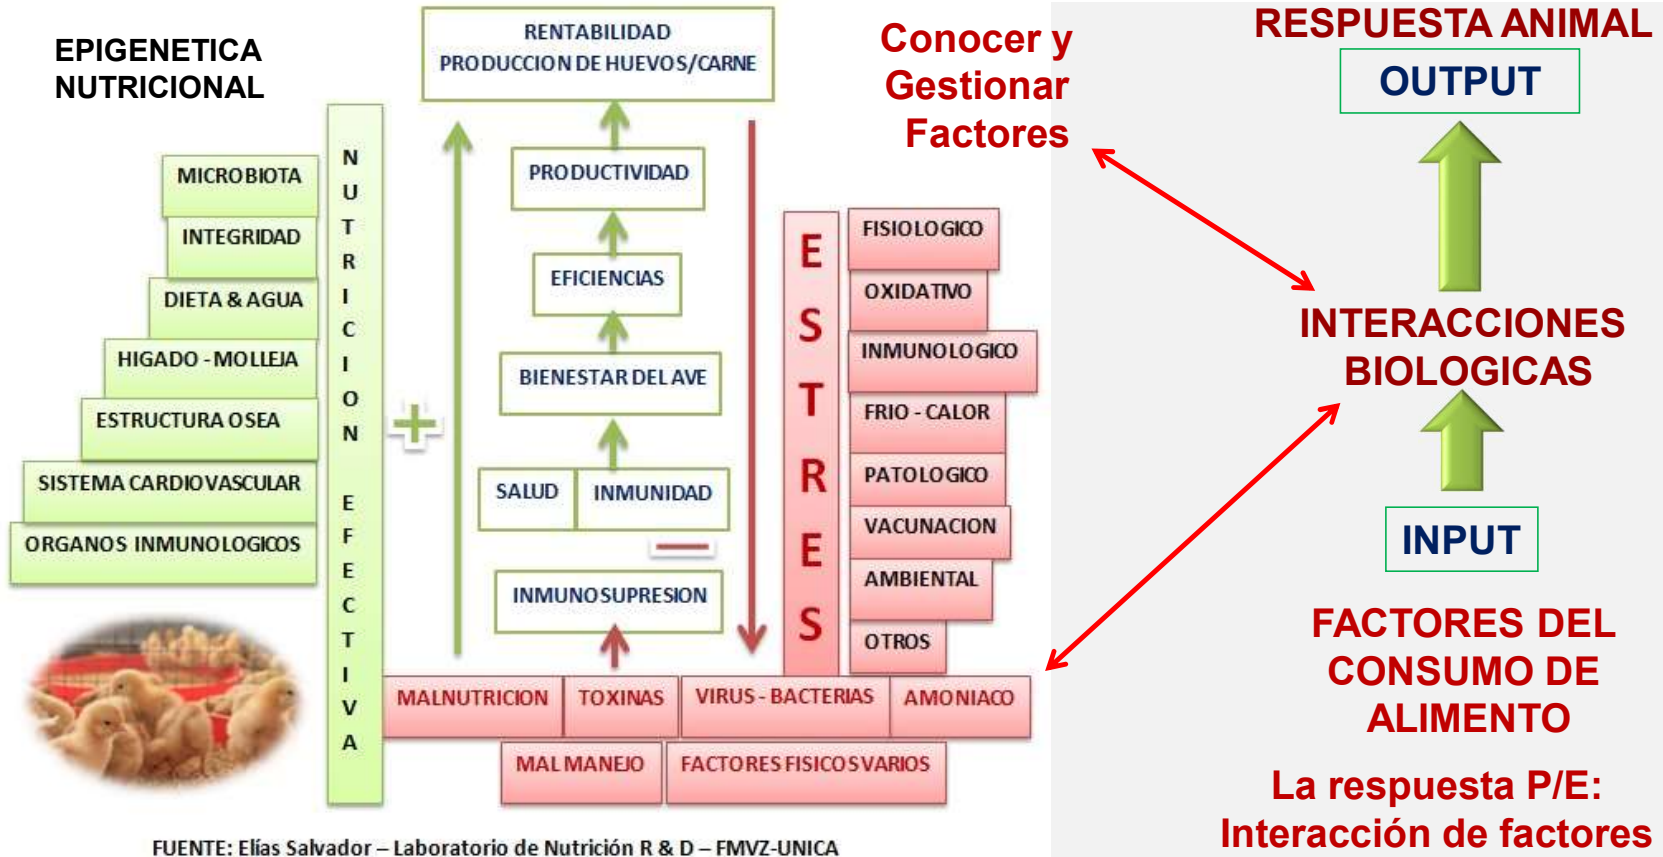 EPIGENETICA
NUTRICIONAL
RENTABILIDAD
PRODUCCION DE HUEVOS/CARNE
PRODUCTIVIDAD
EFICIENCIAS
BIENESTAR DEL AVE
SALUD
INMUNIDAD
INMUNOSUPRESION
MICROBIOTA
INTEGRIDAD
DIETA & AGUA
HIGADO - MOLLEJA
ESTRUCTURA OSEA
SISTEMA CARDIOVASCULAR
ORGANOS INMUNOLOGICOS
NUTRICION EFECTIVA
ESTRES
FISIOLOGICO
OXIDATIVO
INMUNOLOGICO
FRIO - CALOR
PATOLOGICO
VACUNACION
AMBIENTAL
OTROS
MALNUTRICION
TOXINAS
VIRUS - BACTERIAS
AMONIACO
MAL MANEJO
FACTORES FISICOS VARIOS
FUENTE: Elías Salvador – Laboratorio de Nutrición R & D – FMVZ-UNICA
Conocer y
Gestionar
Factores
RESPUESTA ANIMAL
OUTPUT
INTERACCIONES
BIOLOGICAS
INPUT
FACTORES DEL
CONSUMO DE
ALIMENTO
La respuesta P/E:
Interacción de factores